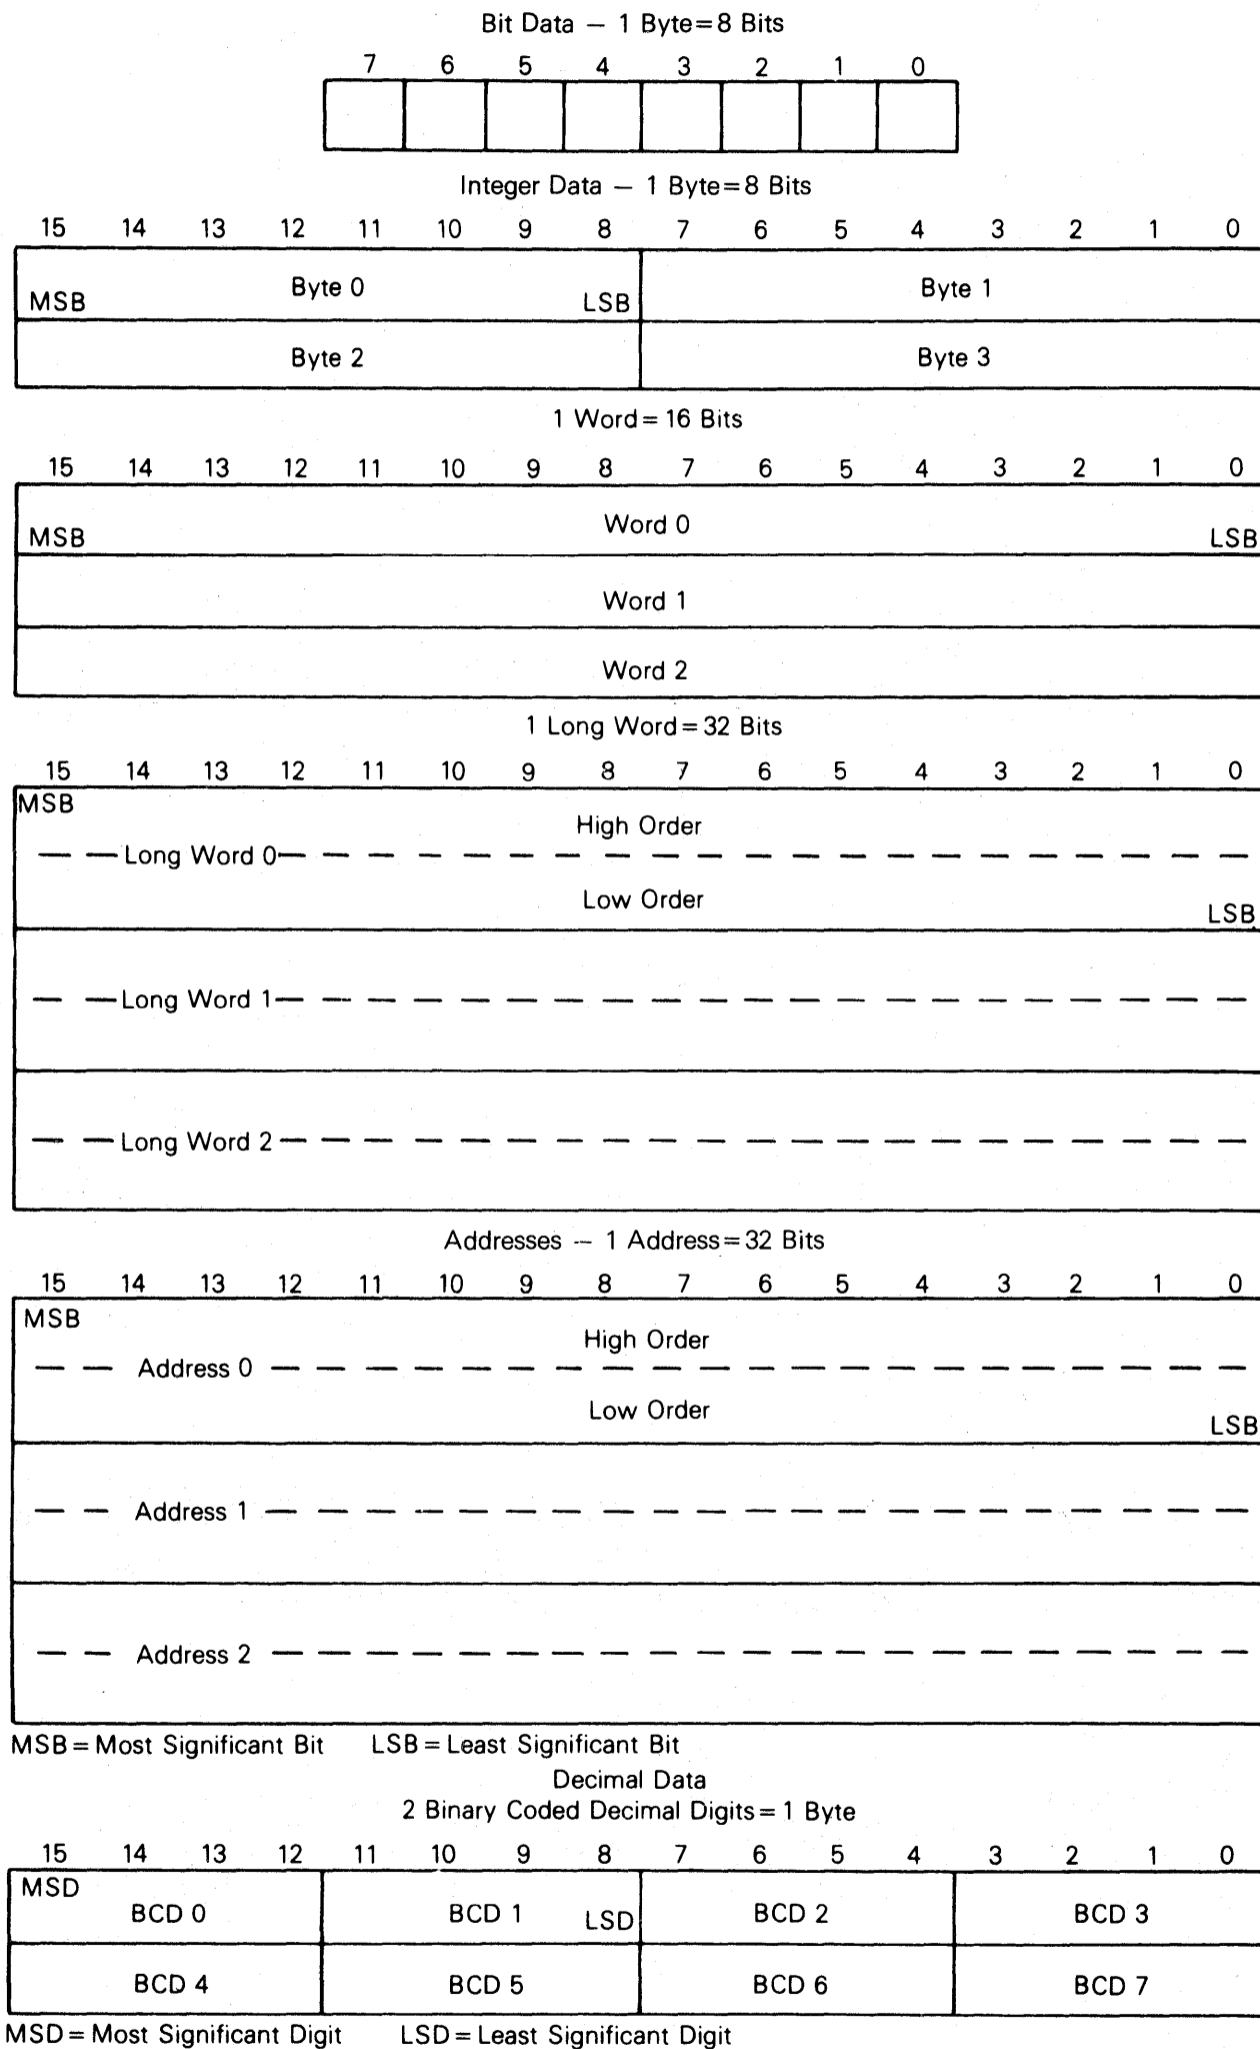 Bit Data — 1 Byte=8 Bits
7 6 5 4 3 2 1 0
Integer Data — 1 Byte=8 Bits
15 14 13 12 11 10 9 8 7 6 5 4 3 2 1 0
MSB Byte 0 LSB Byte 1
Byte 2 Byte 3
1 Word=16 Bits
15 14 13 12 11 10 9 8 7 6 5 4 3 2 1 0
MSB Word 0 LSB
Word 1
Word 2
1 Long Word=32 Bits
15 14 13 12 11 10 9 8 7 6 5 4 3 2 1 0
MSB
High Order
Long Word 0
Low Order
LSB
Long Word 1
Long Word 2
Addresses — 1 Address=32 Bits
15 14 13 12 11 10 9 8 7 6 5 4 3 2 1 0
MSB
High Order
Address 0
Low Order
LSB
Address 1
Address 2
MSB=Most Significant Bit LSB=Least Significant Bit
Decimal Data
2 Binary Coded Decimal Digits=1 Byte
15 14 13 12 11 10 9 8 7 6 5 4 3 2 1 0
MSD
BCD 0 BCD 1 LSD BCD 2 BCD 3
BCD 4 BCD 5 BCD 6 BCD 7
MSD=Most Significant Digit LSD=Least Significant Digit